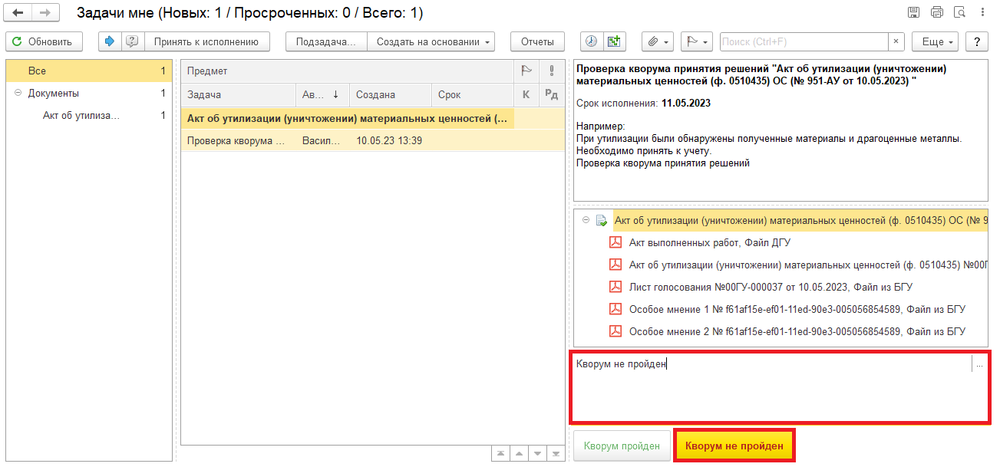 Задачи мне (Новых: 1 / Просроченных: 0 / Всего: 1)
Обновить
Принять к исполнению
Подзадача...
Создать на основании
Отчеты
Поиск (Ctrl+F)
×
Еще
?
Все 1
Документы 1
Акт об утилиза... 1
Предмет
Задача Ав... ↓ Создана Срок К РД
Акт об утилизации (уничтожении) материальных ценностей (...
Проверка кворума ... Васил... 10.05.23 13:39
Проверка кворума принятия решений "Акт об утилизации (уничтожении)
материальных ценностей (ф. 0510435) ОС (№ 951-АУ от 10.05.2023) "
Срок исполнения: 11.05.2023
Например:
При утилизации были обнаружены полученные материалы и драгоценные металлы.
Необходимо принять к учету.
Проверка кворума принятия решений
Акт об утилизации (уничтожении) материальных ценностей (ф. 0510435) ОС (№ 9
Акт выполненных работ, Файл ДГУ
Акт об утилизации (уничтожении) материальных ценностей (ф. 0510435) №00Г
Лист голосования №00ГУ-000037 от 10.05.2023, Файл из БГУ
Особое мнение 1 № f61af15e-ef01-11ed-90e3-005056854589, Файл из БГУ
Особое мнение 2 № f61af15e-ef01-11ed-90e3-005056854589, Файл из БГУ
Кворум не пройден
...
Кворум пройден
Кворум не пройден